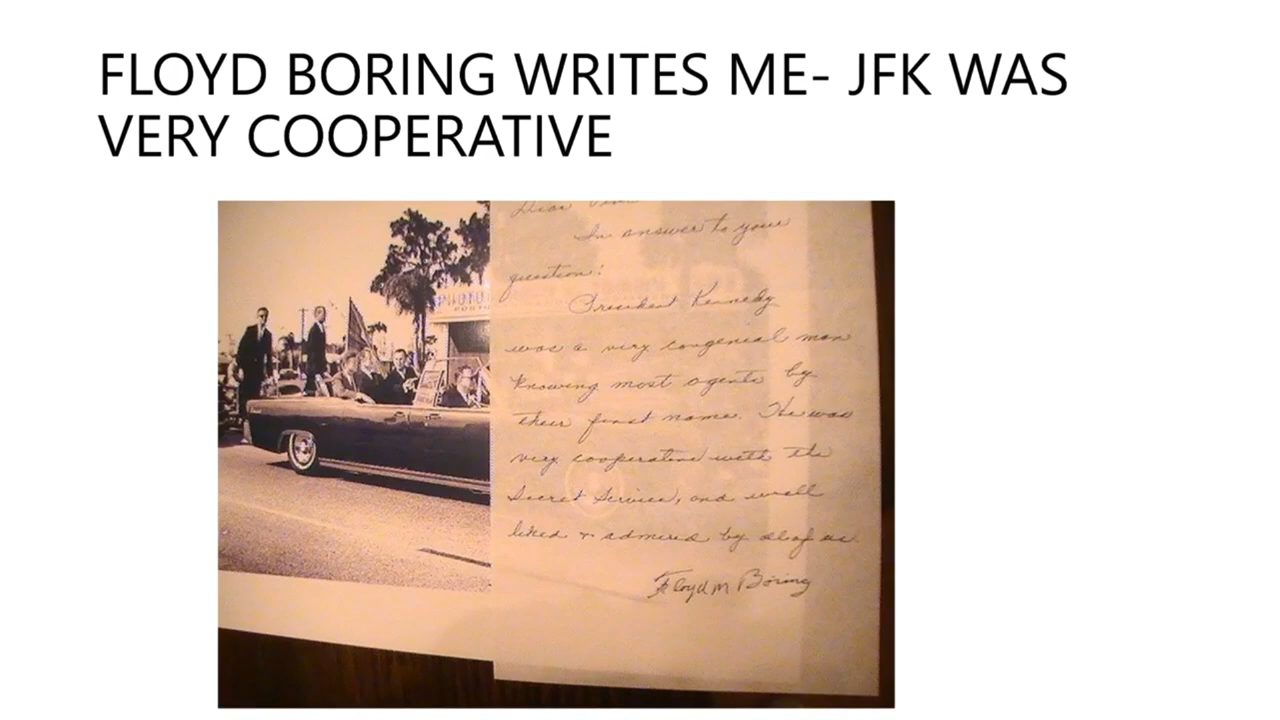 FLOYD BORING WRITES ME- JFK WAS
VERY COOPERATIVE
Dear
In answer to your
question:
President Kennedy
was a very congenial man
knowing most agents by
their first name. He was
very cooperative with the
Secret Service, and well
liked & admired by all of us.
Floyd M Boring